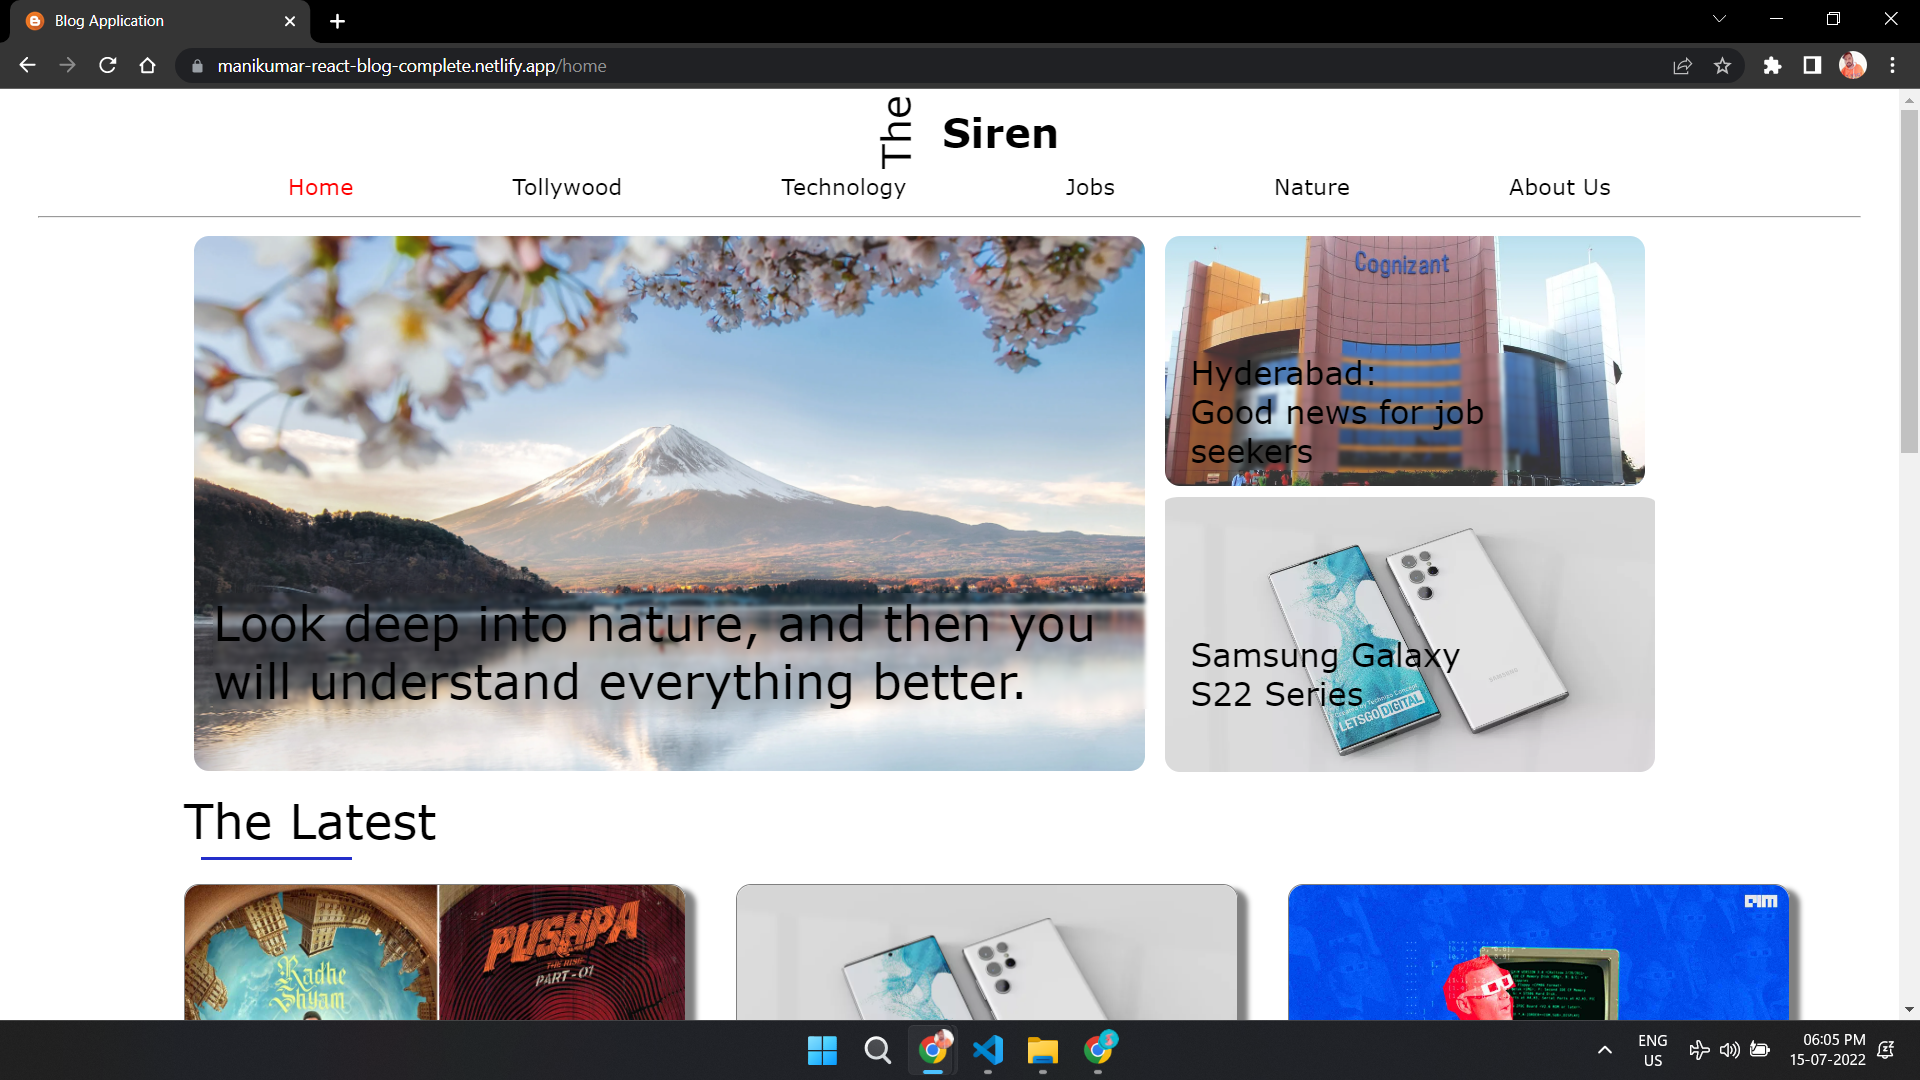 Blog Application
manikumar-react-blog-complete.netlify.app/home
The Siren
Home Tollywood Technology Jobs Nature About Us
Look deep into nature, and then you
will understand everything better.
Cognizant
Hyderabad:
Good news for job
seekers
Samsung Galaxy
S22 Series
LETSGODIGITAL
SAMSUNG
The Latest
Radhe
Shyam
PUSHPA
THE RISE
PART-01
AIM
ENG
US
06:05 PM
15-07-2022